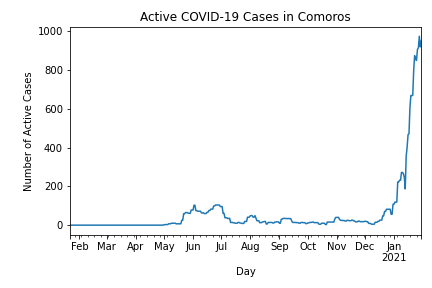 Active COVID-19 Cases in Comoros
Number of Active Cases
1000
800
600
400
200
0
Feb Mar Apr May Jun Jul Aug Sep Oct Nov Dec Jan
2021
Day